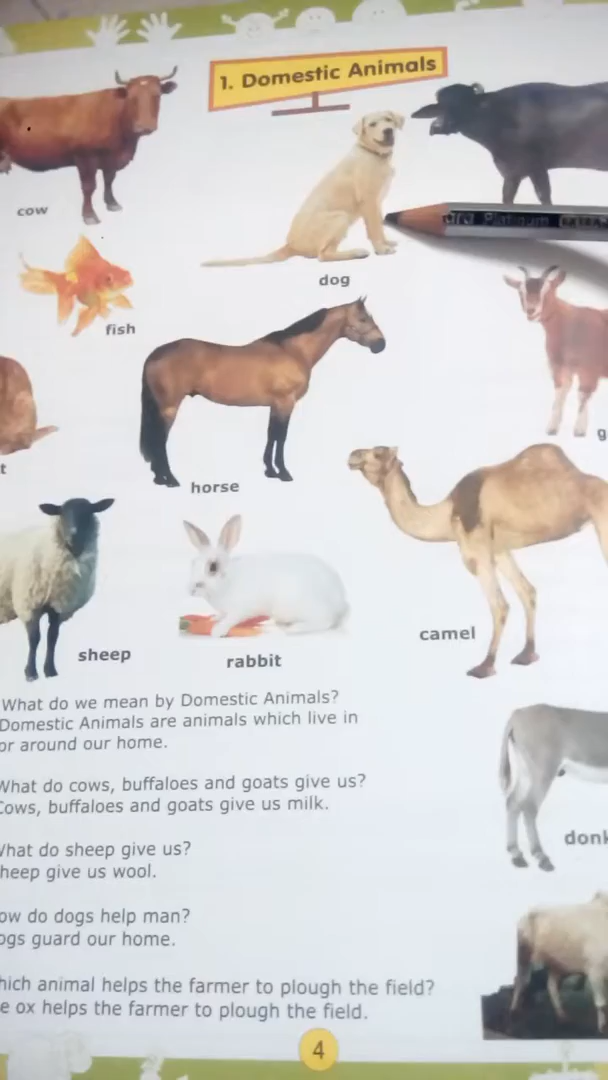 1. Domestic Animals
cow
Platinum
dog
fish
horse
sheep
rabbit
camel
What do we mean by Domestic Animals?
Domestic Animals are animals which live in
or around our home.
What do cows, buffaloes and goats give us?
Cows, buffaloes and goats give us milk.
What do sheep give us?
heep give us wool.
ow do dogs help man?
ogs guard our home.
donk
hich animal helps the farmer to plough the field?
e ox helps the farmer to plough the field.
4